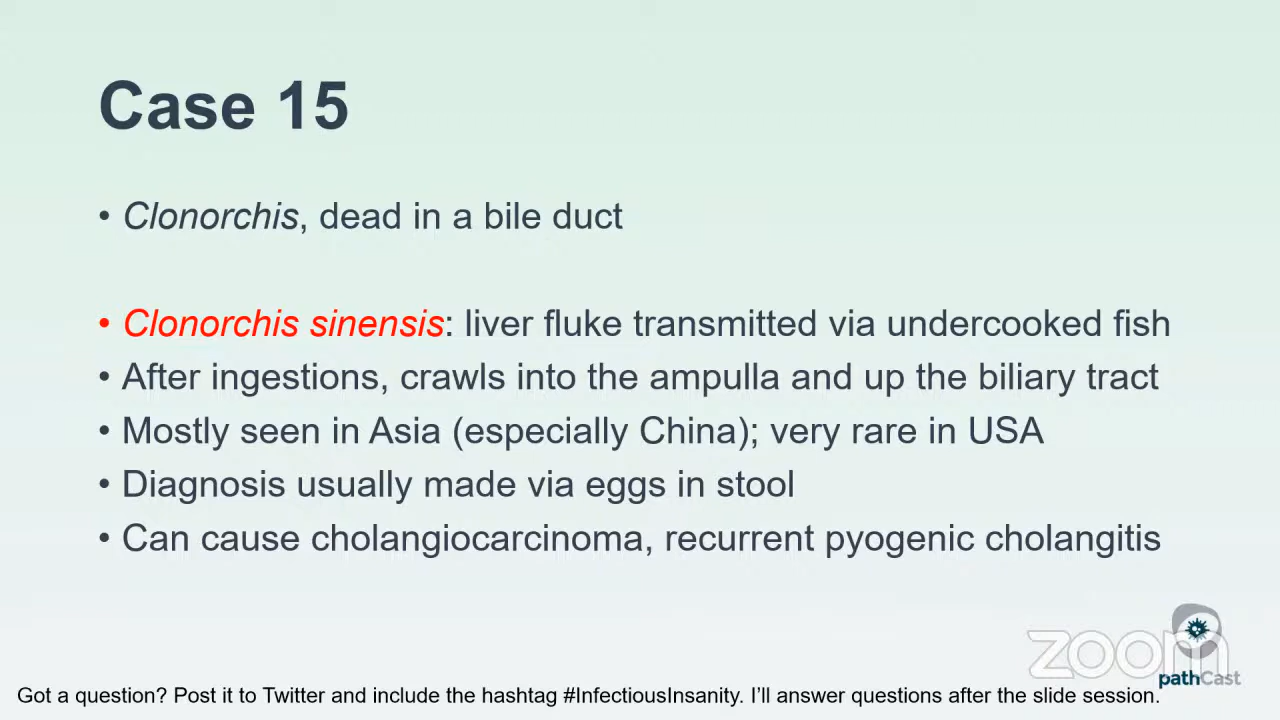 Case 15
• Clonorchis, dead in a bile duct
• Clonorchis sinensis: liver fluke transmitted via undercooked fish
• After ingestions, crawls into the ampulla and up the biliary tract
• Mostly seen in Asia (especially China); very rare in USA
• Diagnosis usually made via eggs in stool
• Can cause cholangiocarcinoma, recurrent pyogenic cholangitis
zoom
pathCast
Got a question? Post it to Twitter and include the hashtag #InfectiousInsanity. I’ll answer questions after the slide session.